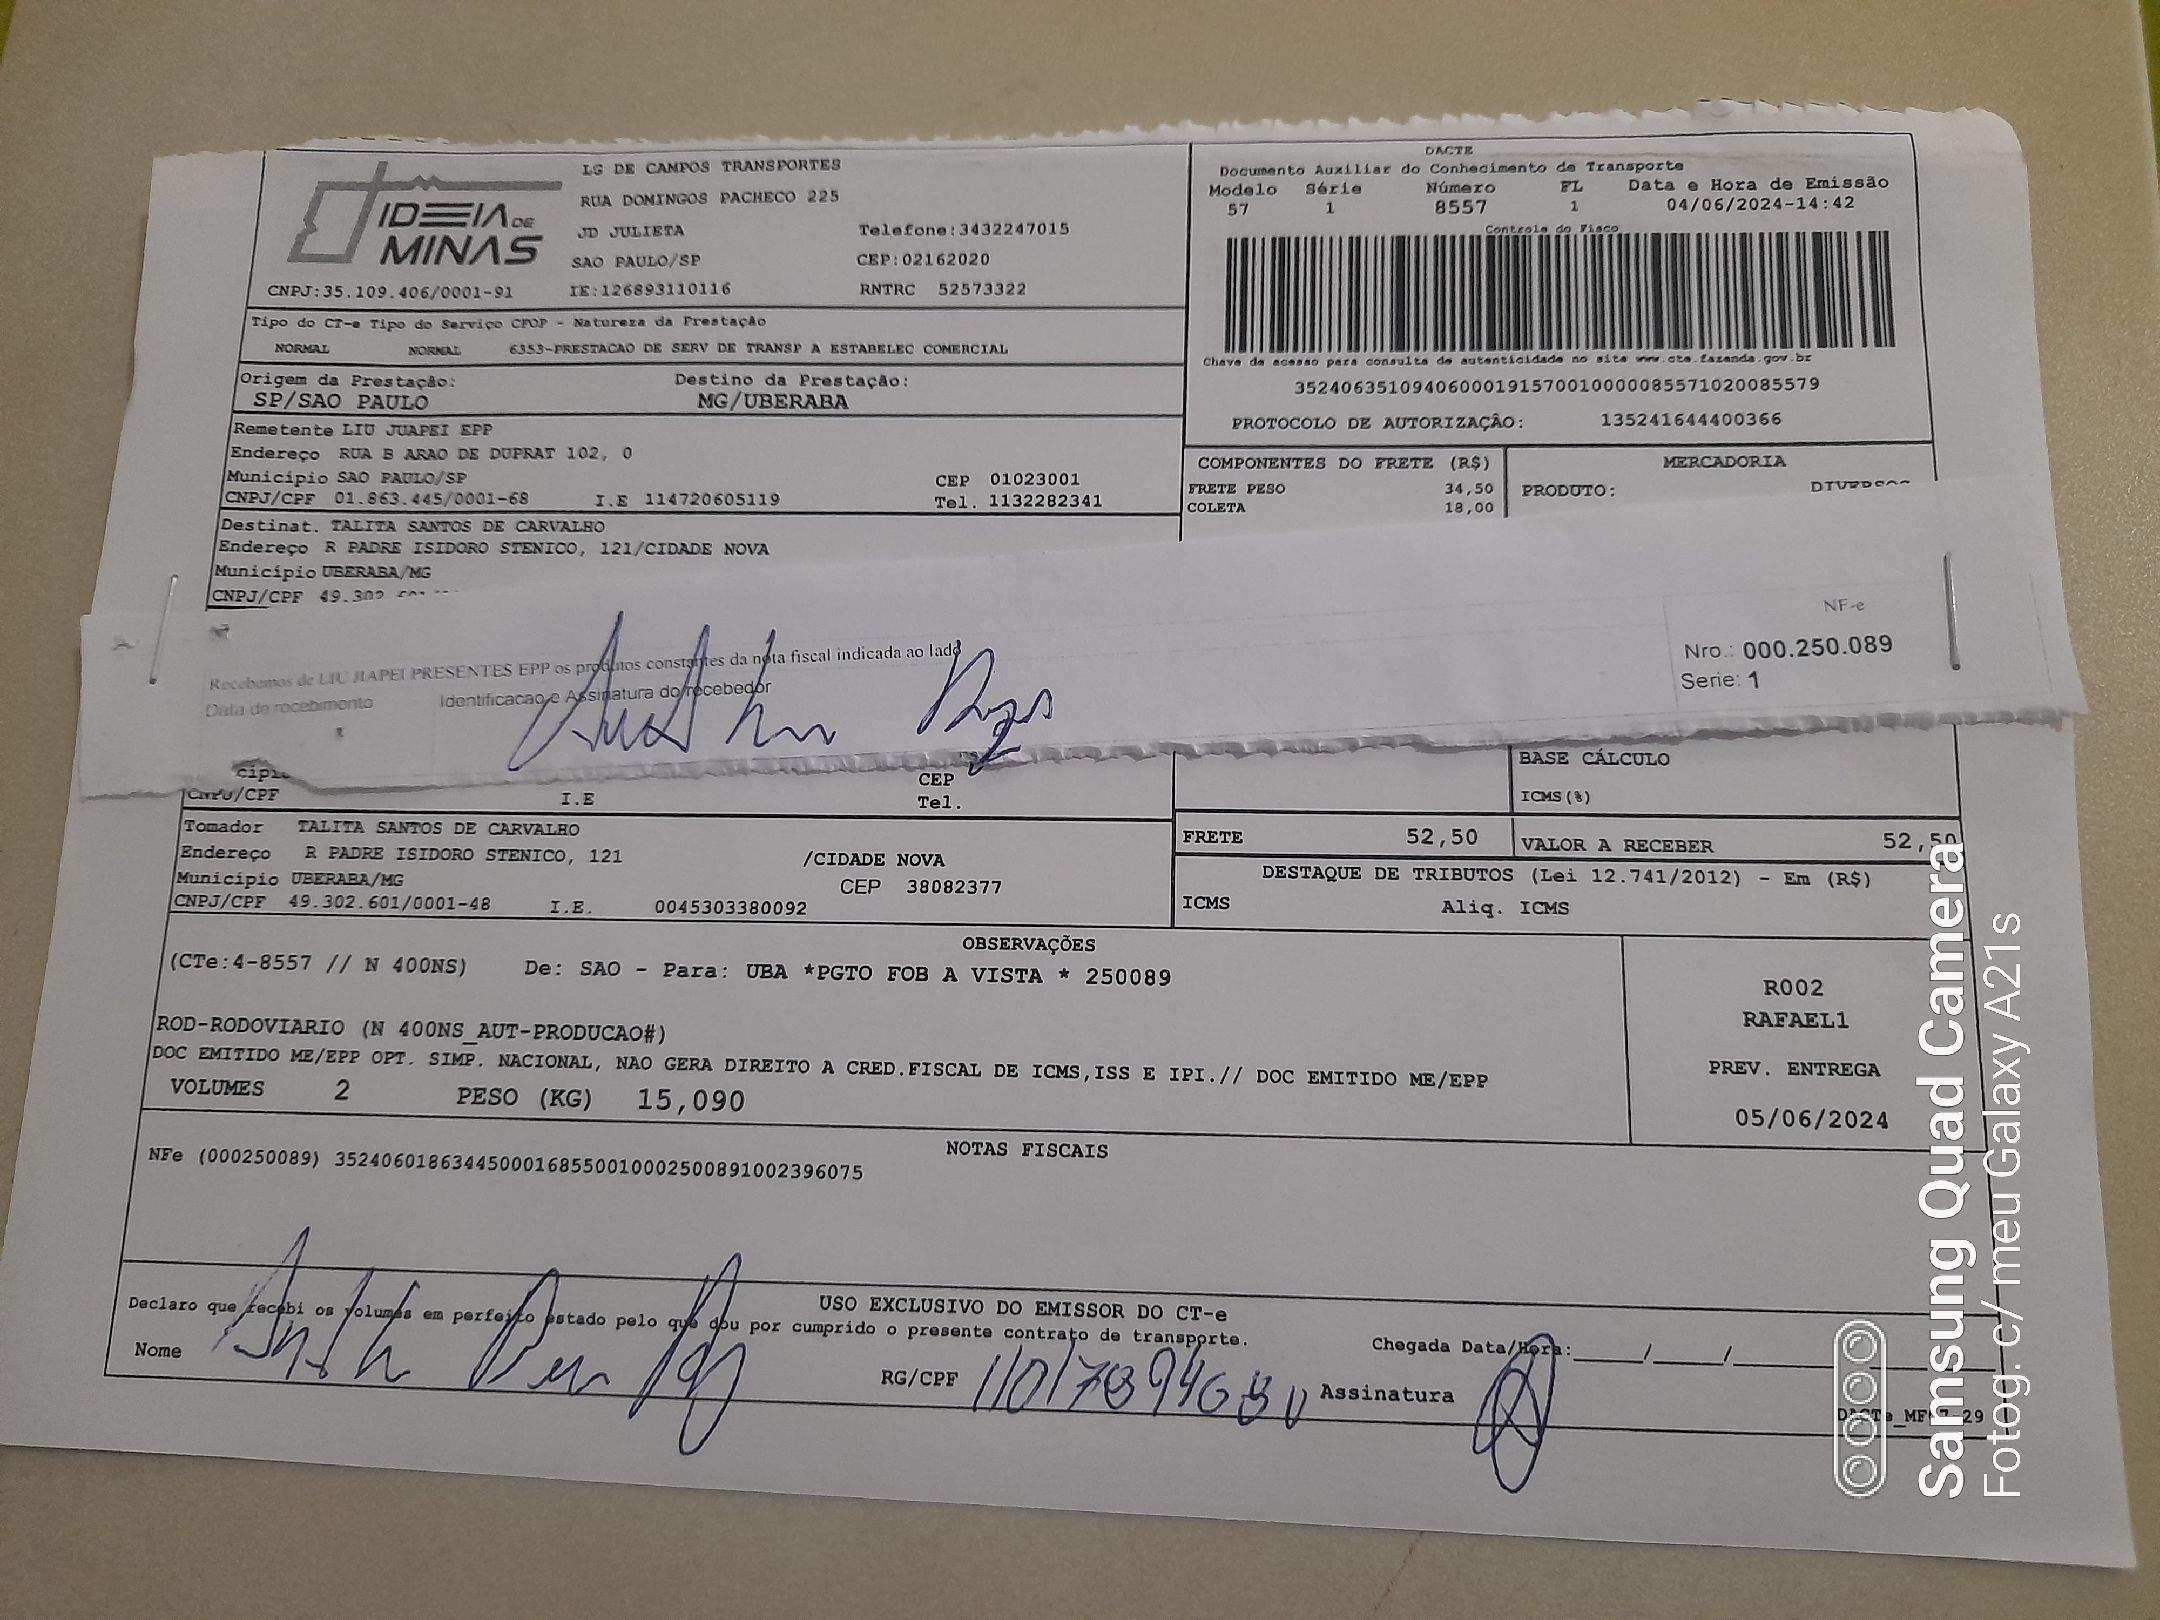 IDEIA DE MINAS
LG DE CAMPOS TRANSPORTES
RUA DOMINGOS PACHECO 225
JD JULIETA Telefone:3432247015
SAO PAULO/SP CEP:02162020
CNPJ:35.109.406/0001-91 IE:126893110116 RNTRC 52573322
Tipo do CT-e Tipo do Serviço CFOP - Natureza da Prestação
NORMAL NORMAL 6353-PRESTACAO DE SERV DE TRANSP A ESTABELEC COMERCIAL
Origem da Prestação: Destino da Prestação:
SP/SAO PAULO MG/UBERABA
Remetente LIU JUAPEI EPP
Endereço RUA B ARAO DE DUPRAT 102, 0
Município SAO PAULO/SP CEP 01023001
CNPJ/CPF 01.863.445/0001-68 I.E 114720605119 Tel. 1132282341
Destinat. TALITA SANTOS DE CARVALHO
Endereço R PADRE ISIDORO STENICO, 121/CIDADE NOVA
Município UBERABA/MG
CNPJ/CPF 49.302
DACTE
Documento Auxiliar do Conhecimento de Transporte
Modelo Série Número FL Data e Hora de Emissão
57 1 8557 1 04/06/2024-14:42
Controle do Fisco
Chave de acesso para consulta de autenticidade no site www.cte.fazenda.gov.br
35240635109406000191570010000085571020085579
PROTOCOLO DE AUTORIZAÇÃO: 135241644400366
COMPONENTES DO FRETE (R$) MERCADORIA
FRETE PESO 34,50 PRODUTO: DIVERSOS
COLETA 18,00
NF-e
Recebemos de LIU JIAPEI PRESENTES EPP os produtos constantes da nota fiscal indicada ao lado
Nro.: 000.250.089
Data de recebimento Identificacao e Assinatura do recebedor
Serie: 1
CEP
CNPJ/CPF I.E Tel.
BASE CÁLCULO
ICMS(%)
Tomador TALITA SANTOS DE CARVALHO
Endereço R PADRE ISIDORO STENICO, 121 /CIDADE NOVA
Município UBERABA/MG CEP 38082377
CNPJ/CPF 49.302.601/0001-48 I.E. 0045303380092
FRETE 52,50 VALOR A RECEBER 52,50
DESTAQUE DE TRIBUTOS (Lei 12.741/2012) - Em (R$)
ICMS Aliq. ICMS
OBSERVAÇÕES
(CTe:4-8557 // N 400NS) De: SAO - Para: UBA *PGTO FOB A VISTA * 250089
ROD-RODOVIARIO (N 400NS_AUT-PRODUCAO#)
DOC EMITIDO ME/EPP OPT. SIMP. NACIONAL, NAO GERA DIREITO A CRED.FISCAL DE ICMS,ISS E IPI.// DOC EMITIDO ME/EPP
VOLUMES 2 PESO (KG) 15,090
R002
RAFAEL1
PREV. ENTREGA
05/06/2024
NOTAS FISCAIS
NFe (000250089) 35240601863445000168550010002500891002396075
USO EXCLUSIVO DO EMISSOR DO CT-e
Declaro que recebi os volumes em perfeito estado pelo que dou por cumprido o presente contrato de transporte.
Chegada Data/Hora:____/____/____
Nome RG/CPF Assinatura
DACTe_MF57-29
Samsung Quad Camera
Fotog. c/ meu Galaxy A21s